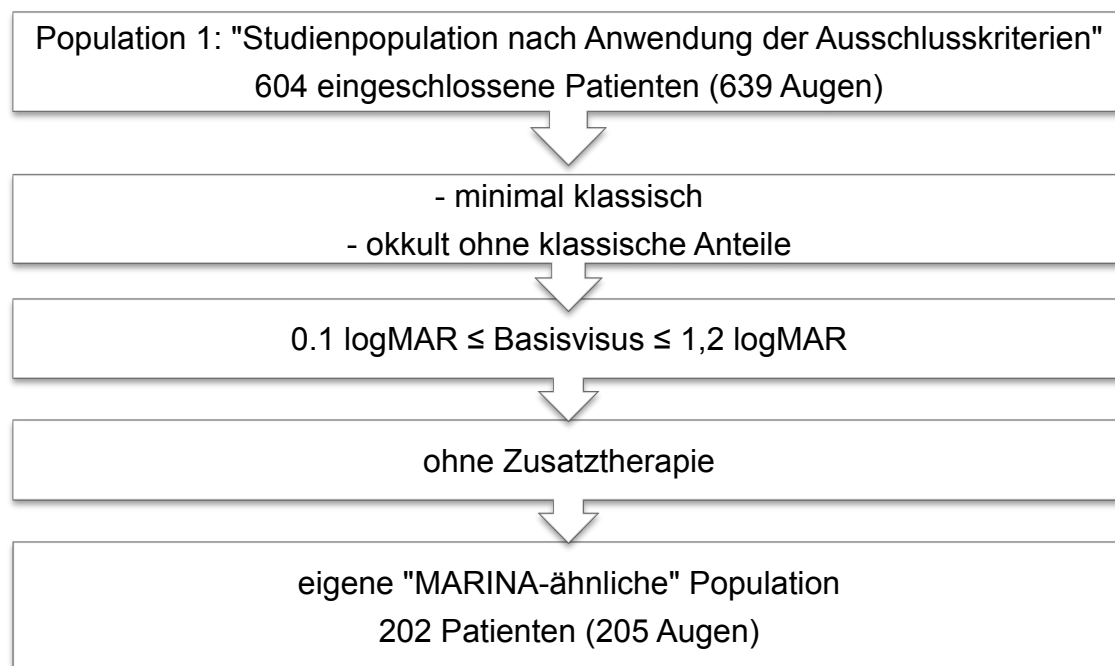 Population 1: "Studienpopulation nach Anwendung der Ausschlusskriterien"
604 eingeschlossene Patienten (639 Augen)
- minimal klassisch
- okkult ohne klassische Anteile
0.1 logMAR ≤ Basisvisus ≤ 1,2 logMAR
ohne Zusatztherapie
eigene "MARINA-ähnliche" Population
202 Patienten (205 Augen)